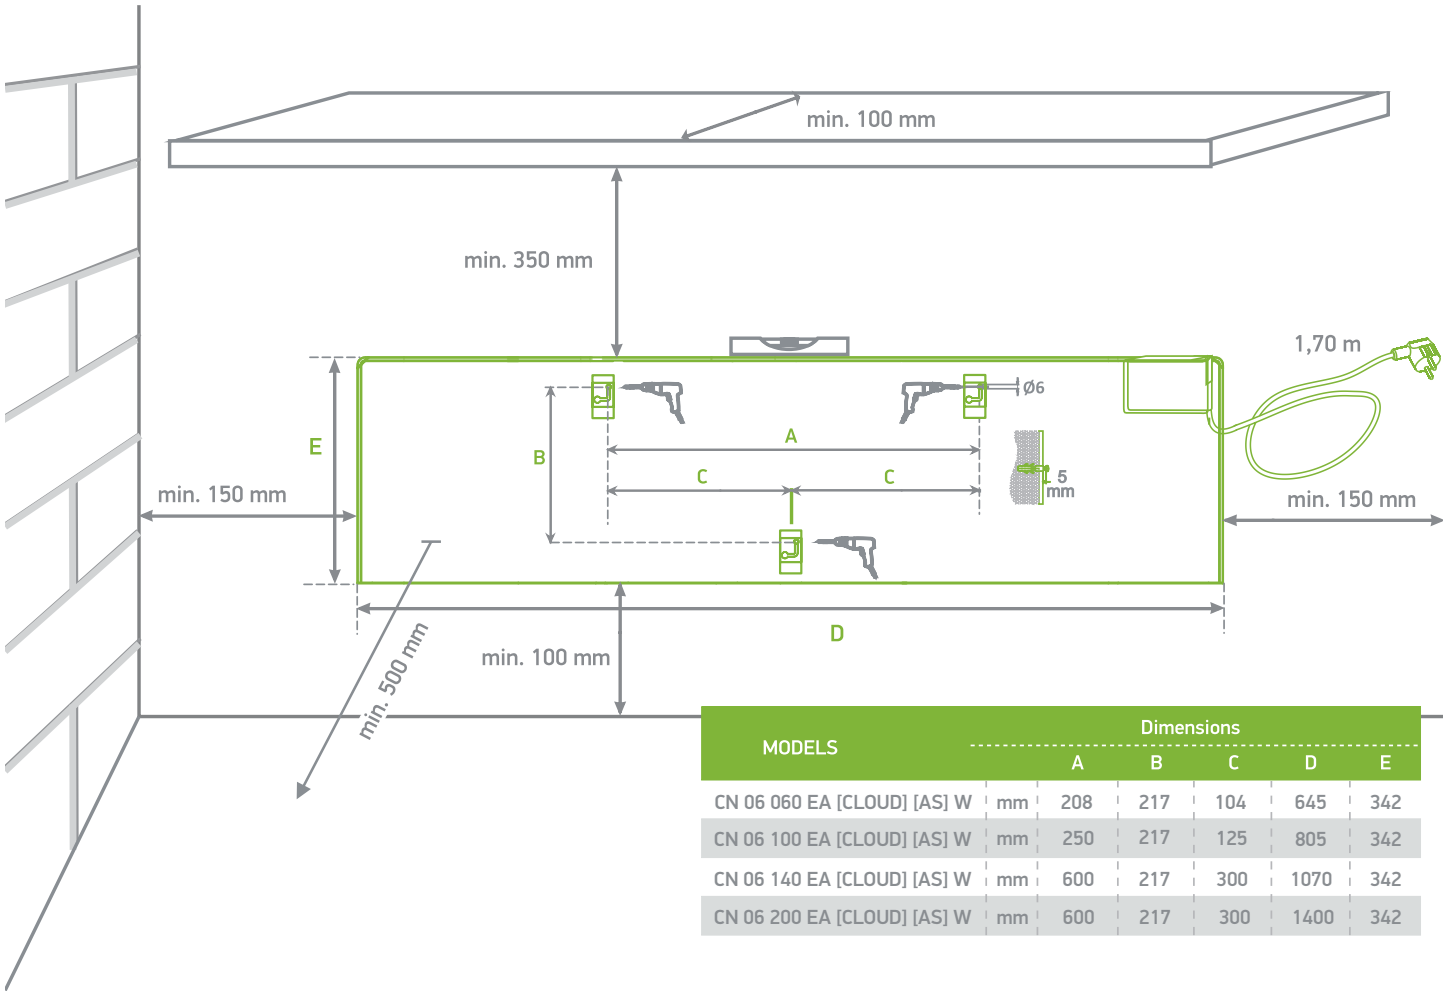 min. 100 mm
min. 350 mm
1,70 m
Ø6
A
B
E
C
C
5
mm
min. 150 mm
min. 150 mm
D
min. 500 mm
min. 100 mm
MODELS
Dimensions
A B C D E
CN 06 060 EA [CLOUD] [AS] W mm 208 217 104 645 342
CN 06 100 EA [CLOUD] [AS] W mm 250 217 125 805 342
CN 06 140 EA [CLOUD] [AS] W mm 600 217 300 1070 342
CN 06 200 EA [CLOUD] [AS] W mm 600 217 300 1400 342